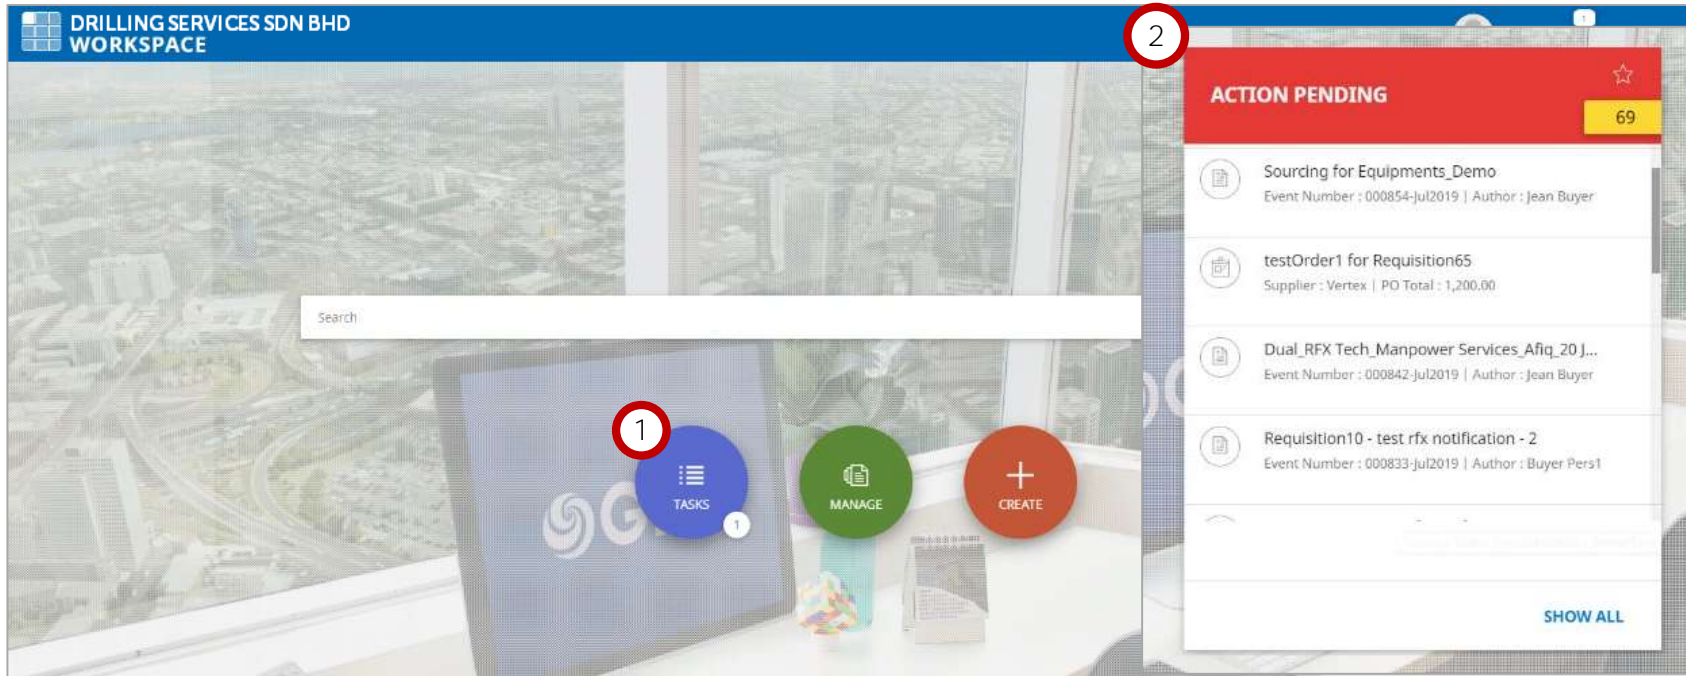 DRILLING SERVICES SDN BHD
WORKSPACE
Search
1
TASKS
1
MANAGE
CREATE
1
2
ACTION PENDING
69
Sourcing for Equipments_Demo
Event Number : 000854-Jul2019 | Author : Jean Buyer
testOrder1 for Requisition65
Supplier : Vertex | PO Total : 1,200.00
Dual_RFX Tech_Manpower Services_Afiq_20 J...
Event Number : 000842-Jul2019 | Author : Jean Buyer
Requisition10 - test rfx notification - 2
Event Number : 000833-Jul2019 | Author : Buyer Pers1
SHOW ALL